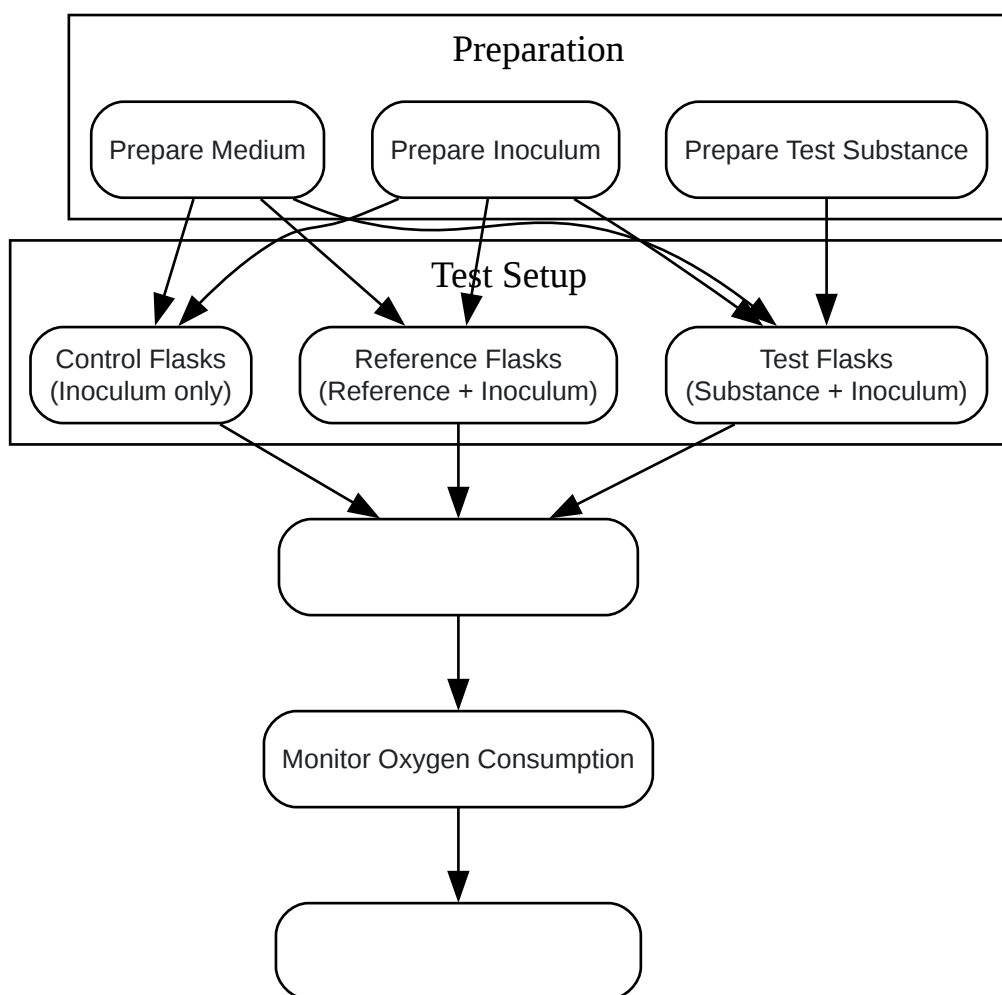 Preparation
Prepare Medium
Prepare Inoculum
Prepare Test Substance
Test Setup
Control Flasks
(Inoculum only)
Reference Flasks
(Reference + Inoculum)
Test Flasks
(Substance + Inoculum)
Monitor Oxygen Consumption